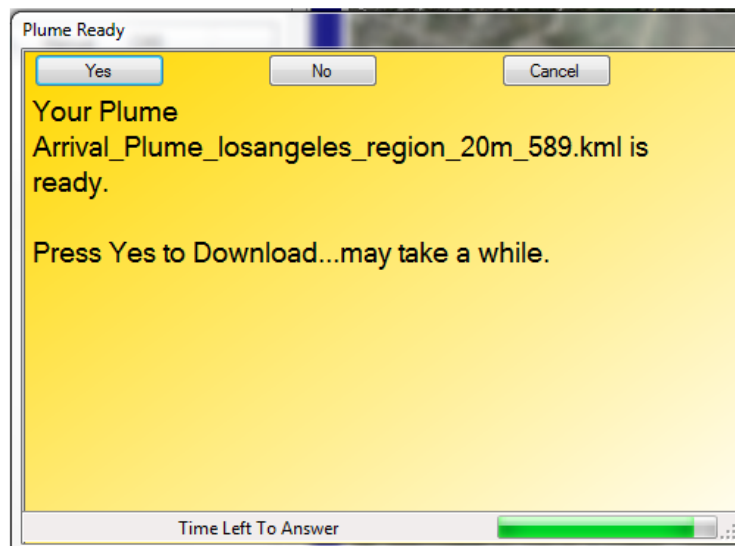 Plume Ready
Yes No Cancel
Your Plume
Arrival_Plume_losangeles_region_20m_589.kml is
ready.
Press Yes to Download...may take a while.
Time Left To Answer